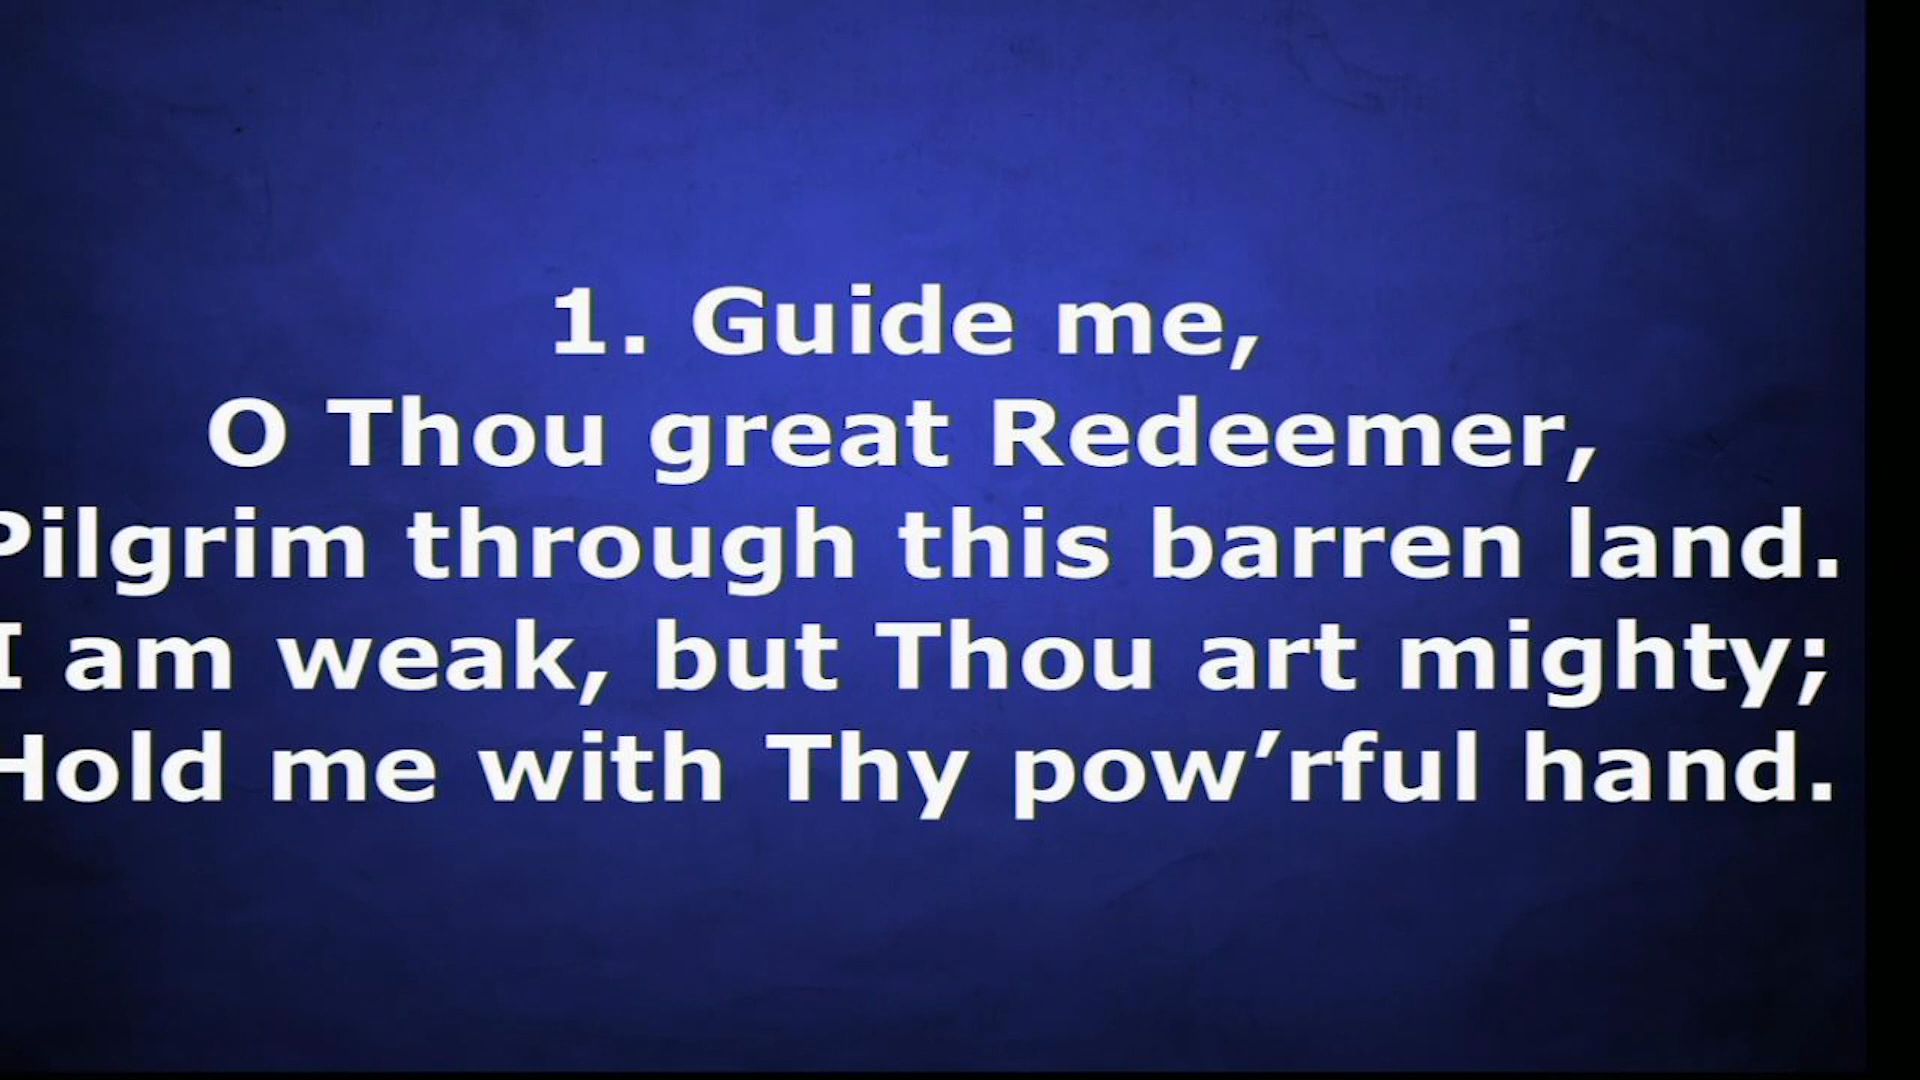 1. Guide me,
O Thou great Redeemer,
Pilgrim through this barren land.
I am weak, but Thou art mighty;
Hold me with Thy pow’rful hand.